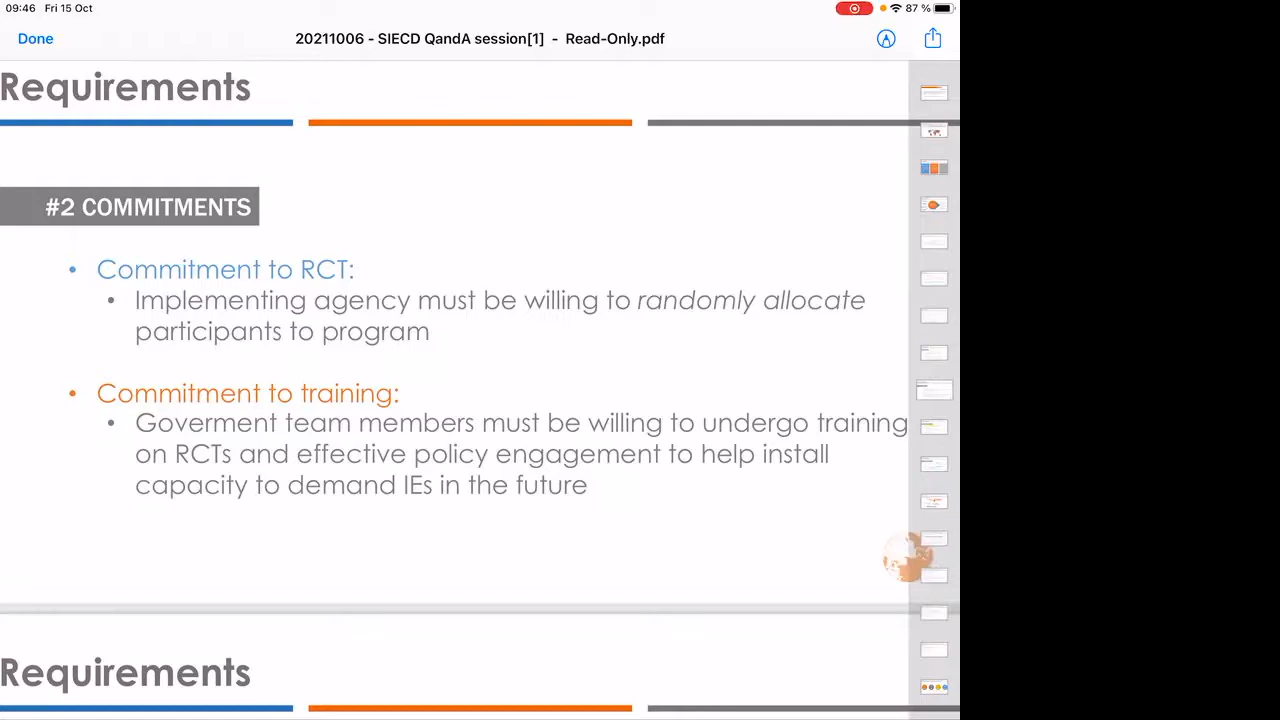 09:46 Fri 15 Oct
87 %
Done
20211006 - SIECD QandA session[1] - Read-Only.pdf
Requirements
#2 COMMITMENTS
• Commitment to RCT:
• Implementing agency must be willing to randomly allocate
participants to program
• Commitment to training:
• Goverment team members must be willing to undergo training
on RCTs and effective policy engagement to help install
capacity to demand IEs in the future
Requirements